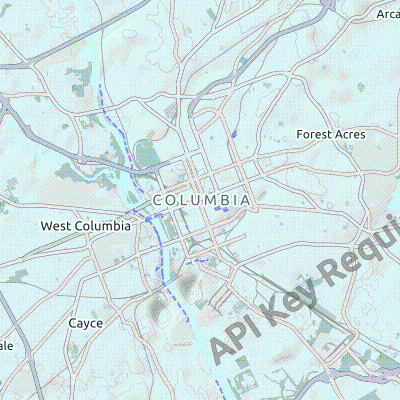 Arca
Forest Acres
COLUMBIA
West Columbia
API Key Requi
Cayce
ale